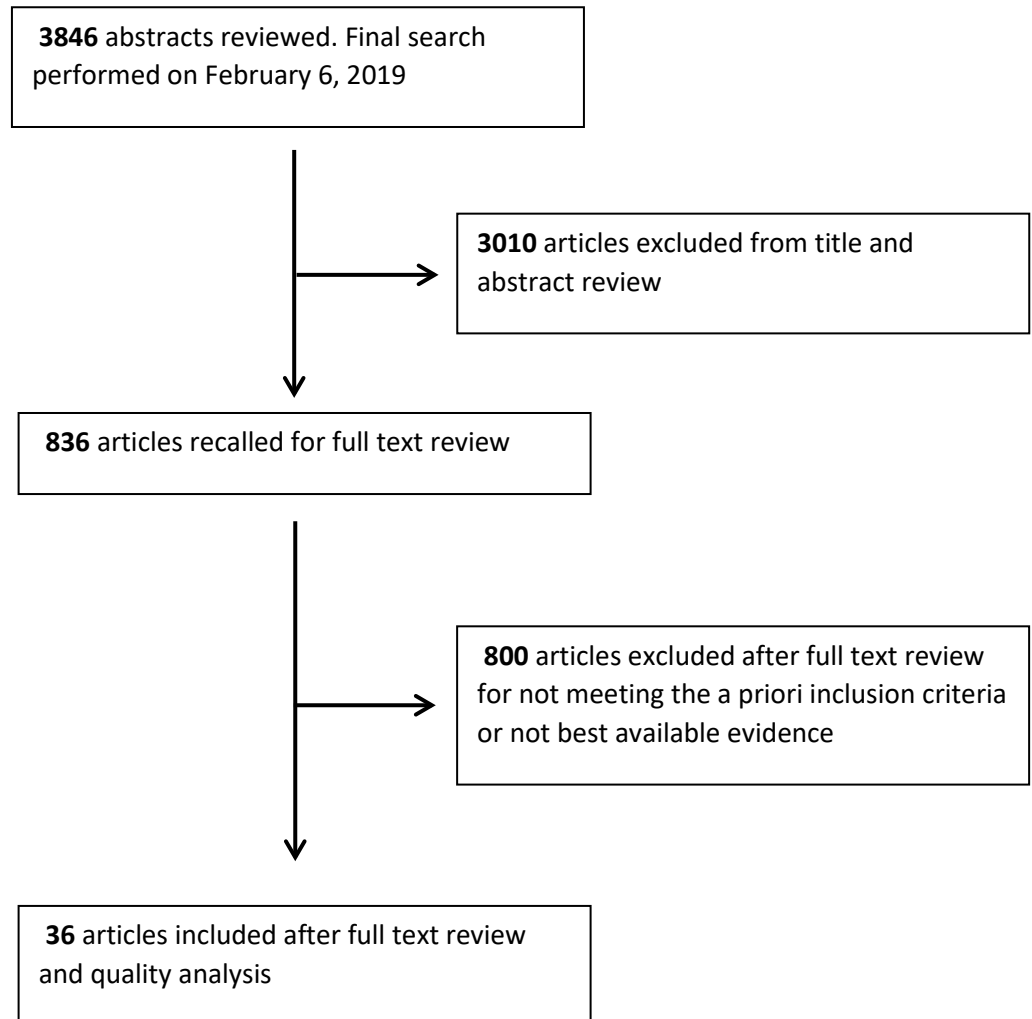 3846 abstracts reviewed. Final search
performed on February 6, 2019
3010 articles excluded from title and
abstract review
836 articles recalled for full text review
800 articles excluded after full text review
for not meeting the a priori inclusion criteria
or not best available evidence
36 articles included after full text review
and quality analysis